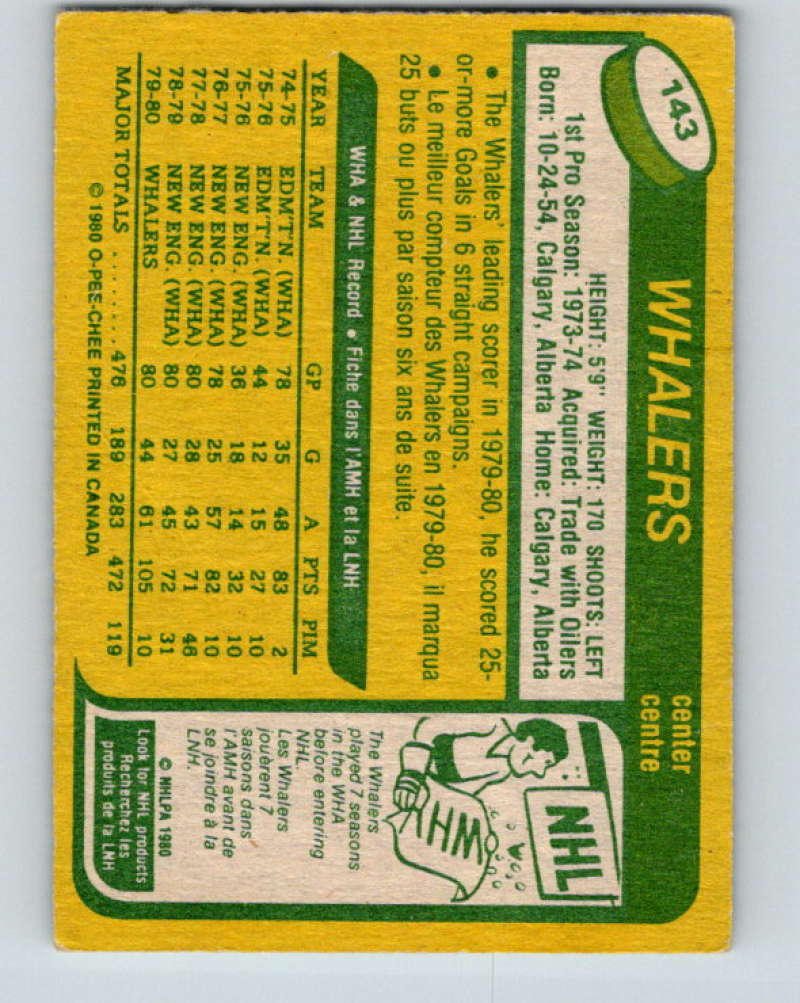 143
WHALERS
center
centre
HEIGHT: 5'9" WEIGHT: 170 SHOOTS: LEFT
1st Pro Season: 1973-74 Acquired: Trade with Oilers
Born: 10-24-54, Calgary, Alberta Home: Calgary, Alberta
• The Whalers' leading scorer in 1979-80, he scored 25-
or-more Goals in 6 straight campaigns.
• Le meilleur compteur des Whalers en 1979-80, il marqua
25 buts ou plus par saison six ans de suite.
WHA & NHL Record • Fiche dans l'AMH et la LNH
YEAR TEAM GP G A PTS PIM
74-75 EDM'T'N. (WHA) 78 35 48 83 2
75-76 EDM'T'N. (WHA) 44 12 15 27 10
75-76 NEW ENG. (WHA) 36 18 14 32 10
76-77 NEW ENG. (WHA) 78 25 57 82 10
77-78 NEW ENG. (WHA) 80 28 43 71 46
78-79 NEW ENG. (WHA) 80 27 45 72 31
79-80 WHALERS 80 44 61 105 10
MAJOR TOTALS ........ 476 189 283 472 119
© 1980 O-PEE-CHEE PRINTED IN CANADA
NHL
WHA
The Whalers
played 7 seasons
in the WHA
before entering
NHL.
Les Whalers
jouèrent 7
saisons dans
l'AMH avant de
se joindre à la
LNH.
© NHLPA 1980
Look for NHL products
Recherchez les
produits de la LNH